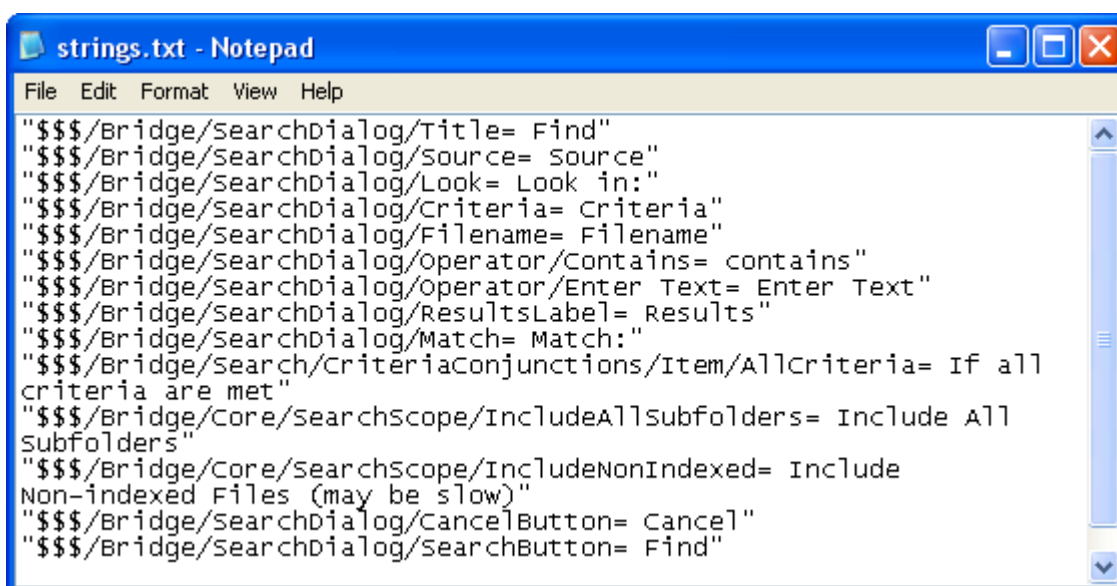 strings.txt - Notepad
File Edit Format View Help
"$$$/Bridge/SearchDialog/Title= Find"
"$$$/Bridge/SearchDialog/Source= Source"
"$$$/Bridge/SearchDialog/Look= Look in:"
"$$$/Bridge/SearchDialog/Criteria= Criteria"
"$$$/Bridge/SearchDialog/Filename= Filename"
"$$$/Bridge/SearchDialog/Operator/Contains= contains"
"$$$/Bridge/SearchDialog/Operator/Enter Text= Enter Text"
"$$$/Bridge/SearchDialog/ResultsLabel= Results"
"$$$/Bridge/SearchDialog/Match= Match:"
"$$$/Bridge/Search/CriteriaConjunctions/Item/AllCriteria= If all
criteria are met"
"$$$/Bridge/Core/SearchScope/IncludeAllSubfolders= Include All
Subfolders"
"$$$/Bridge/Core/SearchScope/IncludeNonIndexed= Include
Non-indexed Files (may be slow)"
"$$$/Bridge/SearchDialog/CancelButton= Cancel"
"$$$/Bridge/SearchDialog/SearchButton= Find"